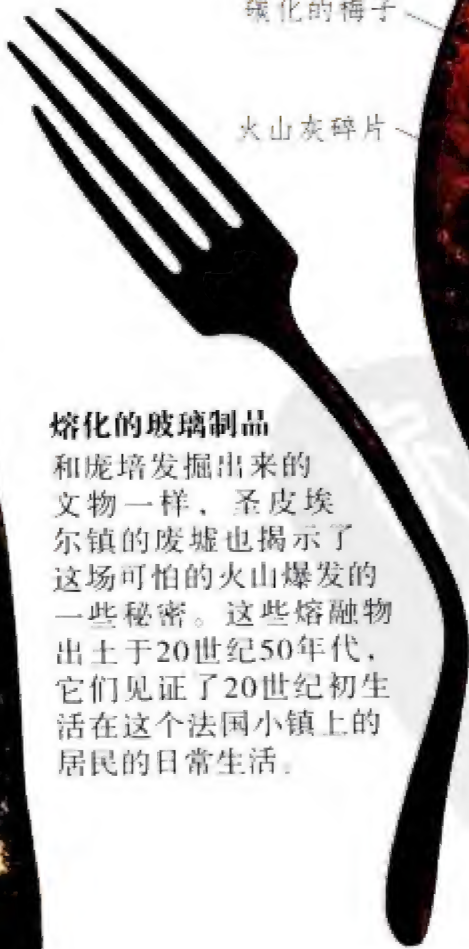 碳化的梅子
火山灰碎片
熔化的玻璃制品
和庞培发掘出来的
文物一样，圣皮埃
尔镇的废墟也揭示了
这场可怕的火山爆发的
一些秘密。这些熔融物
出土于20世纪50年代，
它们见证了20世纪初生
活在这个法国小镇上的
居民的日常生活。